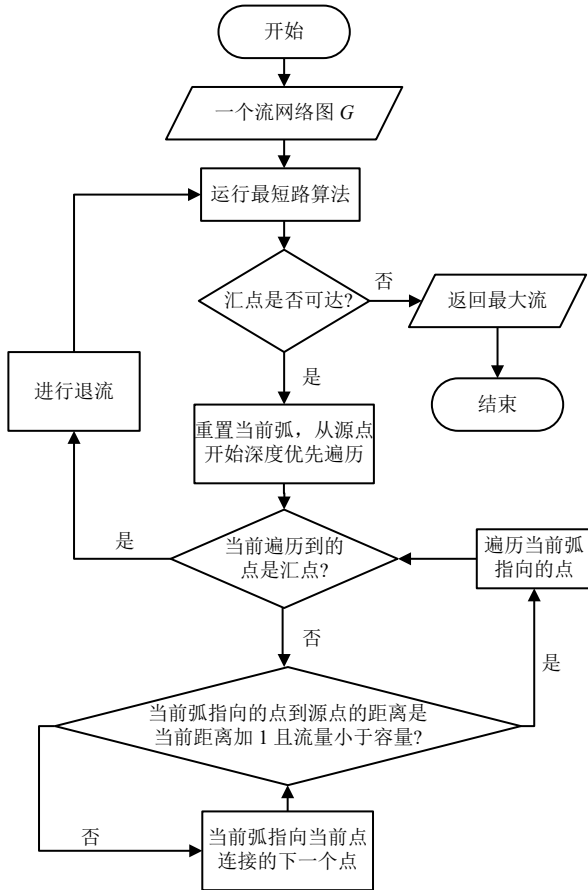 开始
一个流网络图 G
运行最短路算法
汇点是否可达?
否
返回最大流
结束
是
进行退流
重置当前弧，从源点
开始深度优先遍历
是
当前遍历到的
点是汇点?
遍历当前弧
指向的点
否
是
当前弧指向的点到源点的距离是
当前距离加 1 且流量小于容量?
否
当前弧指向当前点
连接的下一个点